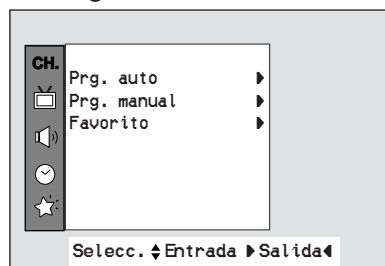 CH.
Prg. auto
Prg. manual
Favorito
Selecc. Entrada Salida